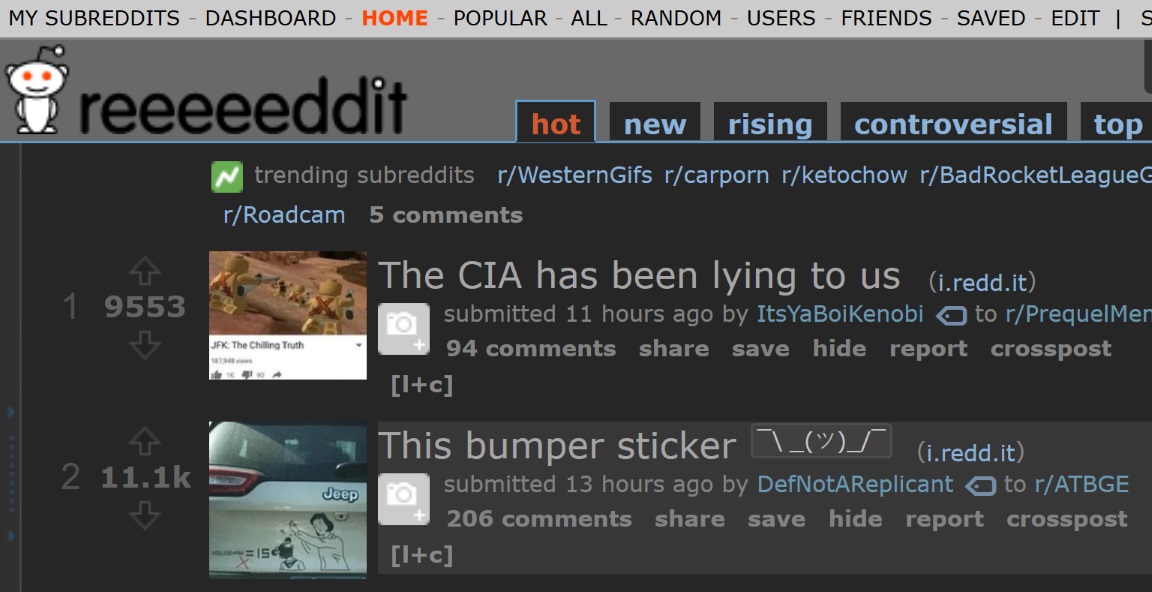 MY SUBREDDITS - DASHBOARD - HOME - POPULAR - ALL - RANDOM - USERS - FRIENDS - SAVED - EDIT | S
reeeeeddit
hot new rising controversial top
trending subreddits r/WesternGifs r/carporn r/ketochow r/BadRocketLeagueG
r/Roadcam 5 comments
The CIA has been lying to us (i.redd.it)
1 9553
submitted 11 hours ago by ItsYaBoiKenobi to r/PrequelMem
JFK: The Chilling Truth
187,948 views
1K 90
94 comments share save hide report crosspost
[l+c]
This bumper sticker ¯\_(ツ)_/¯ (i.redd.it)
2 11.1k
submitted 13 hours ago by DefNotAReplicant to r/ATBGE
Jeep
206 comments share save hide report crosspost
=15
[l+c]